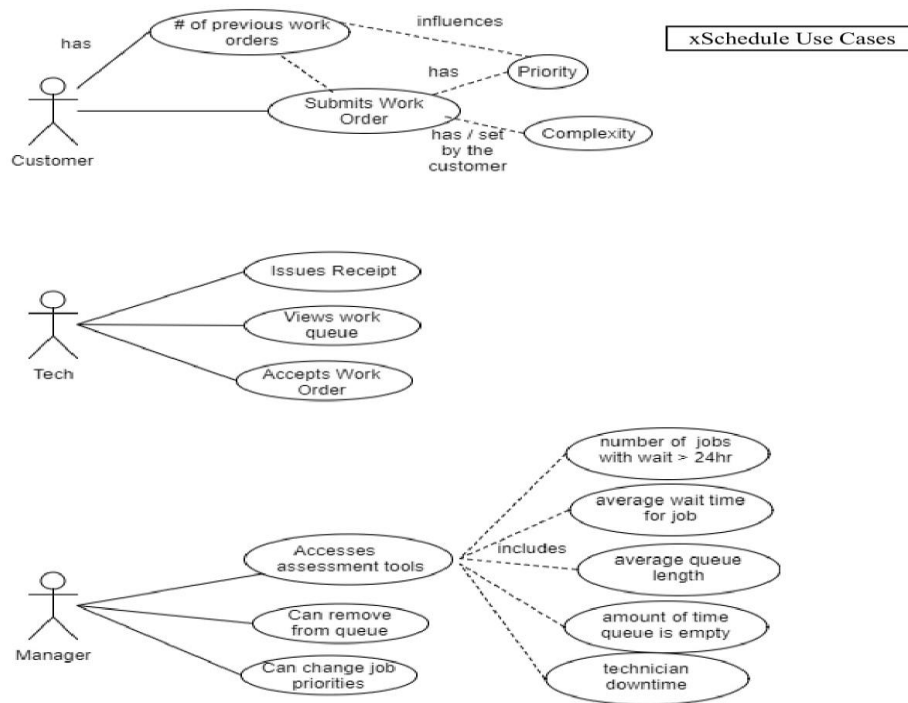 # of previous work
orders
influences
xSchedule Use Cases
has
has
Priority
Submits Work
Order
has / set
by the
customer
Complexity
Customer
Issues Receipt
Views work
queue
Tech
Accepts Work
Order
number of jobs
with wait > 24hr
average wait time
for job
Accesses
assessment tools
includes
average queue
length
Can remove
from queue
amount of time
queue is empty
Manager
Can change job
priorities
technician
downtime